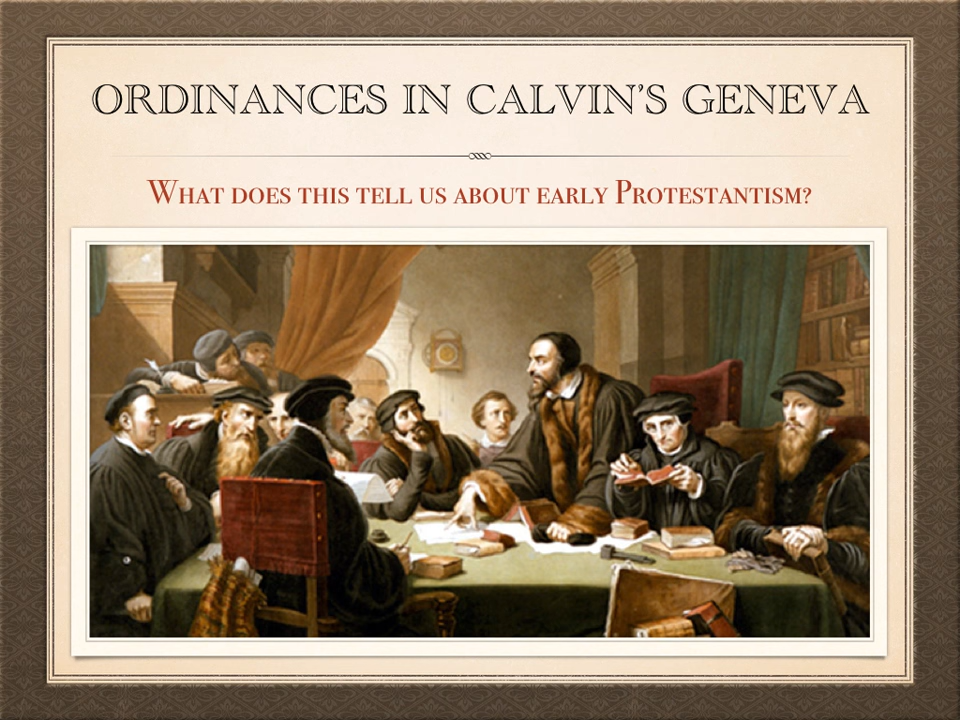 ORDINANCES IN CALVIN'S GENEVA
What does this tell us about early Protestantism?